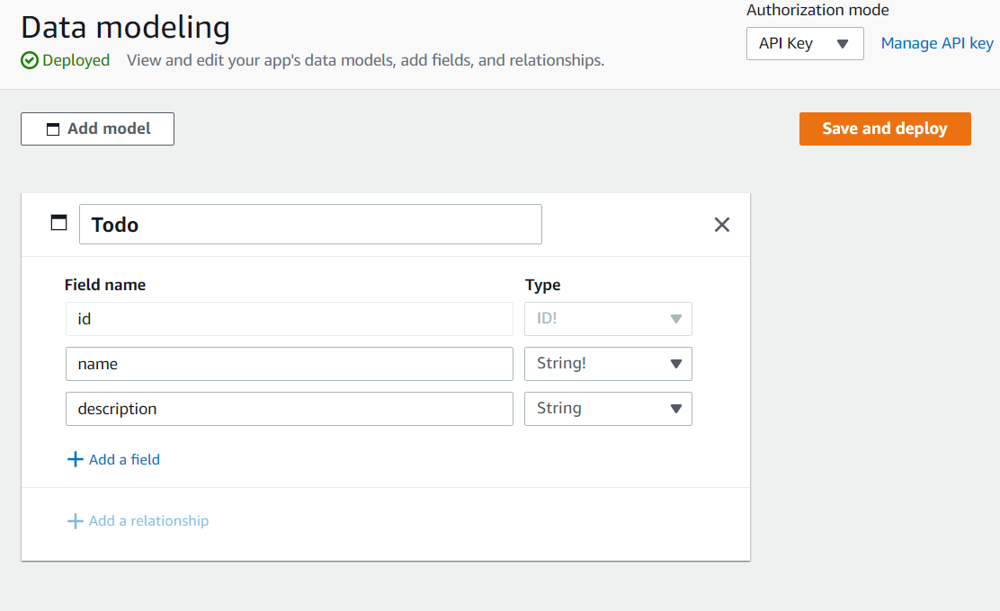 Data modeling
Authorization mode
API Key
Manage API key
Deployed
View and edit your app's data models, add fields, and relationships.
Add model
Save and deploy
Todo
Field name
Type
id
ID!
name
String!
description
String
Add a field
Add a relationship